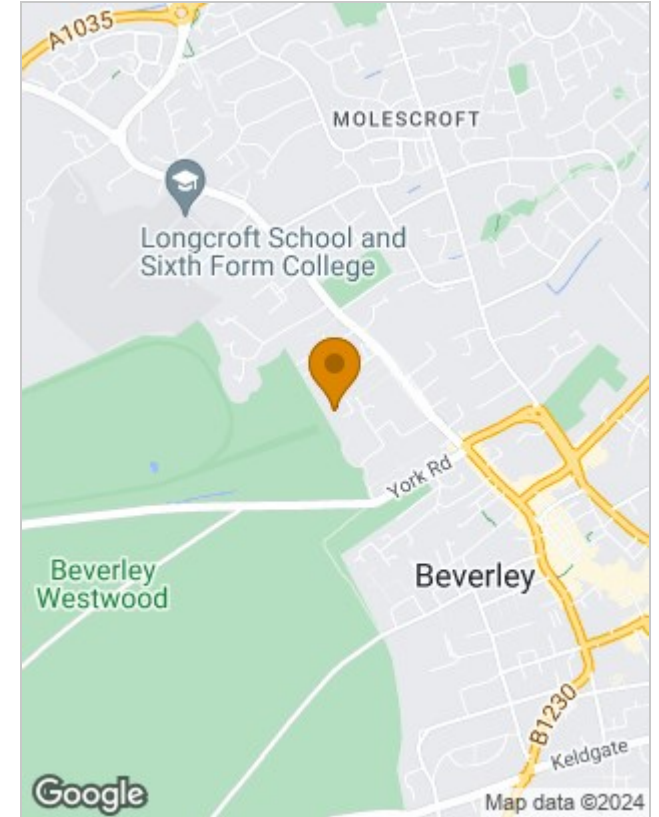 A1035
MOLESCROFT
Longcroft School and
Sixth Form College
York Rd
Beverley
Beverley
Westwood
B1230
Keldgate
Google
Map data ©2024